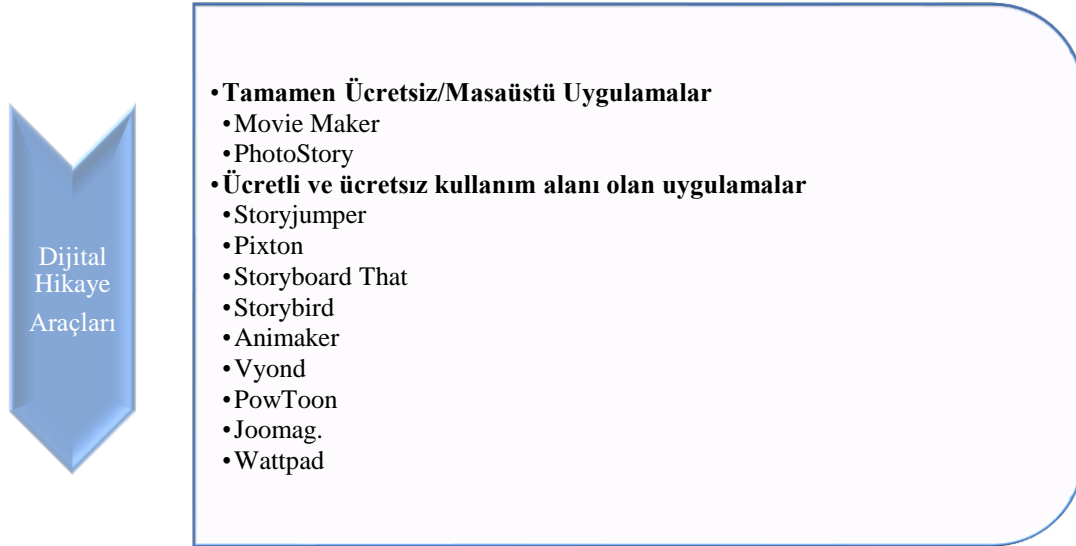 Dijital
Hikaye
Araçları
•Tamamen Ücretsiz/Masaüstü Uygulamalar
•Movie Maker
•PhotoStory
•Ücretli ve ücretsız kullanım alanı olan uygulamalar
•Storyjumper
•Pixton
•Storyboard That
•Storybird
•Animaker
•Vyond
•PowToon
•Joomag.
•Wattpad